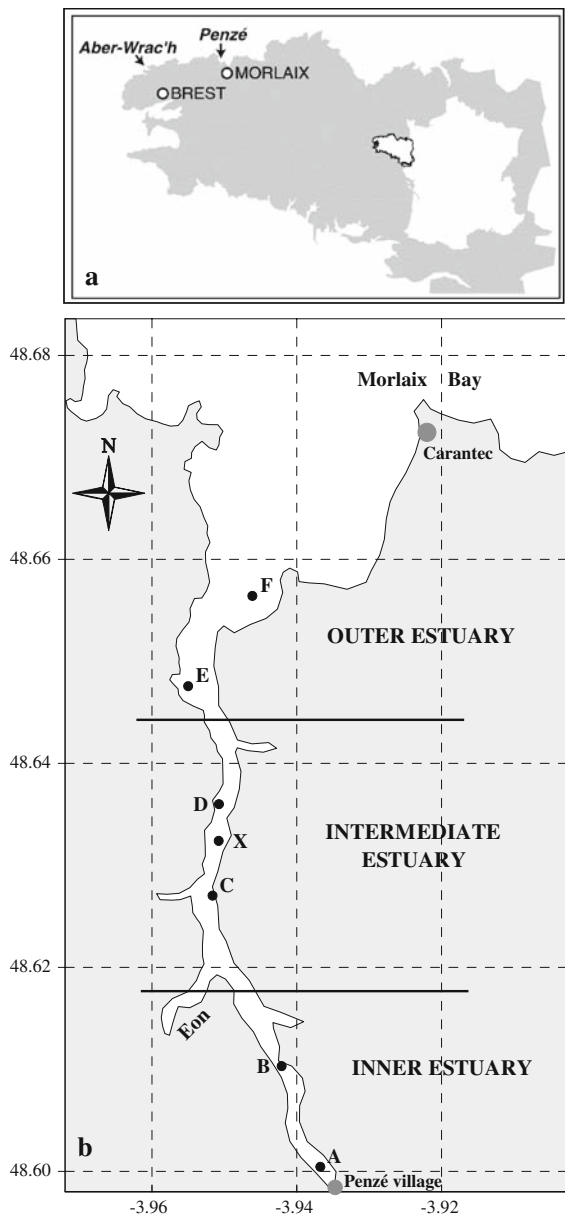 Penzé
Aber-Wrac'h
MORLAIX
BREST
a
48.68
Morlaix Bay
N
Carantec
48.66
F
OUTER ESTUARY
E
48.64
D
INTERMEDIATE
X
ESTUARY
C
48.62
Eon
B
INNER ESTUARY
b
A
48.60
Penzé village
-3.96
-3.94
-3.92